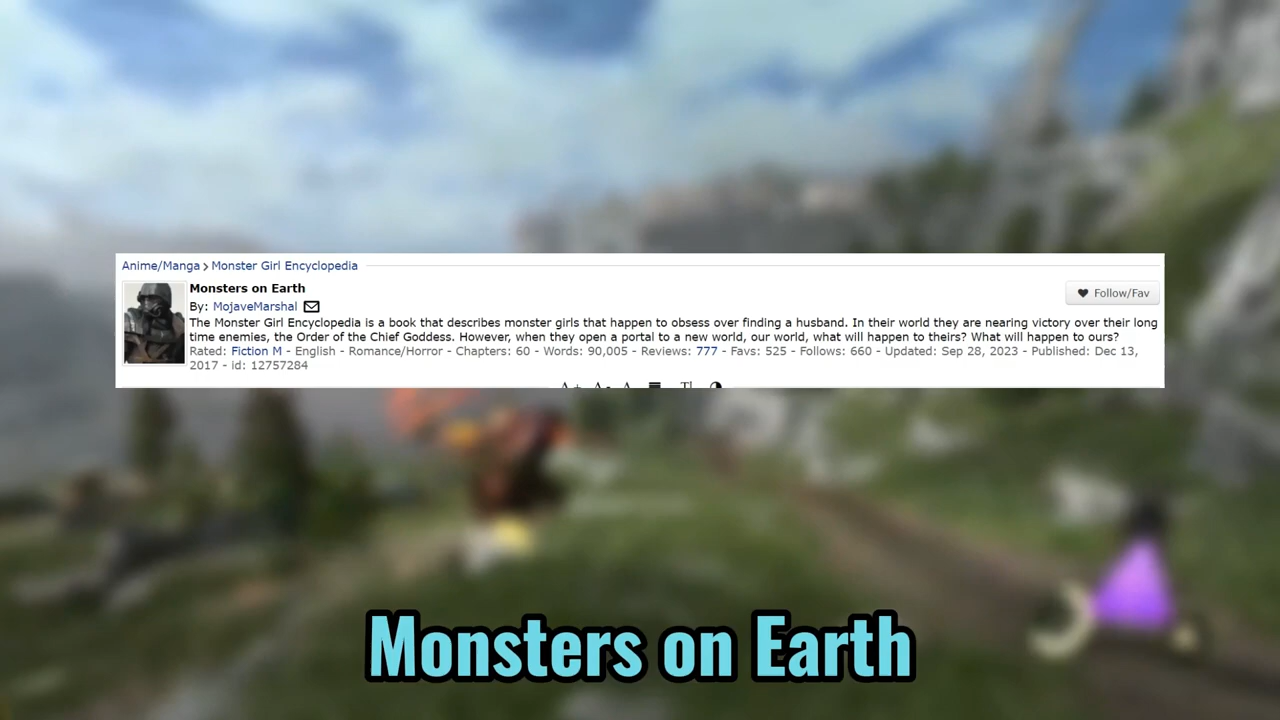 Anime/Manga › Monster Girl Encyclopedia
Monsters on Earth
Follow/Fav
By: MojaveMarshal
The Monster Girl Encyclopedia is a book that describes monster girls that happen to obsess over finding a husband. In their world they are nearing victory over their long
time enemies, the Order of the Chief Goddess. However, when they open a portal to a new world, our world, what will happen to theirs? What will happen to ours?
Rated: Fiction M - English - Romance/Horror - Chapters: 60 - Words: 90,005 - Reviews: 777 - Favs: 525 - Follows: 660 - Updated: Sep 28, 2023 - Published: Dec 13,
2017 - id: 12757284
Monsters on Earth